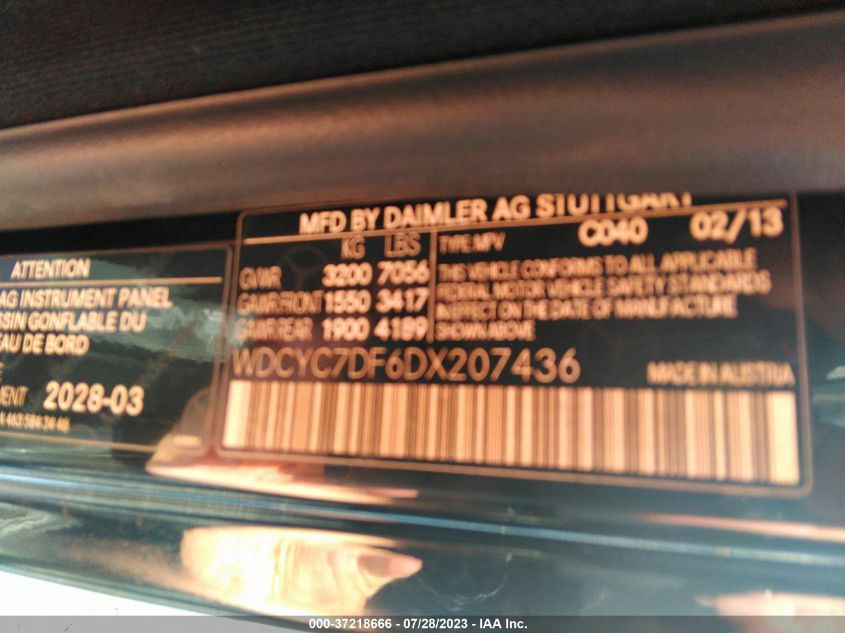 ATTENTION
AG INSTRUMENT PANEL
SSIN GONFLABLE DU
EAU DE BORD
MENT 2028-03
MFD BY DAIMLER AG STUTTGART
C040 02/13
KG LBS
TYPE MPV
GVWR 3200 7056
GAWR FRONT 1550 3417
GAWR REAR 1900 4189
THIS VEHICLE CONFORMS TO ALL APPLICABLE
FEDERAL MOTOR VEHICLE SAFETY STANDARDS
IN EFFECT ON THE DATE OF MANUFACTURE
SHOWN ABOVE
WDCYC7DF6DX207436
MADE IN AUSTRIA
000-37218666 - 07/28/2023 - IAA Inc.